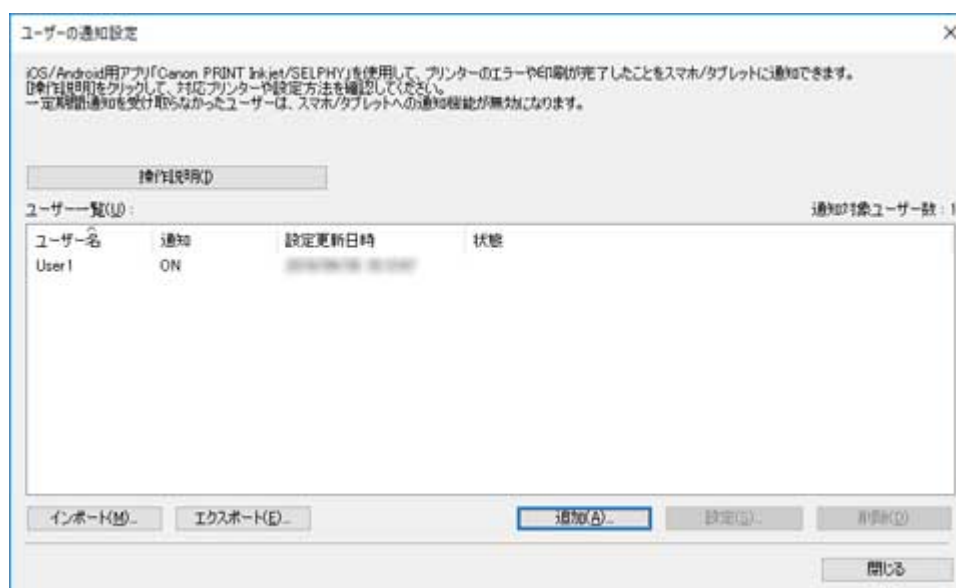 ユーザーの通知設定
iOS/Android用アプリ「Canon PRINT Inkjet/SELPHY」を使用して、プリンターのエラーや印刷が完了したことをスマホ/タブレットに通知できます。
[操作説明]をクリックして、対応プリンターや設定方法を確認してください。
一定期間通知を受け取らなかったユーザーは、スマホ/タブレットへの通知機能が無効になります。
操作説明(I)
ユーザー一覧(U): 通知対象ユーザー数: 1
ユーザー名 通知 設定更新日時 状態
User1 ON
インポート(M)... エクスポート(E)... 追加(A)... 設定(S)... 削除(D)
閉じる